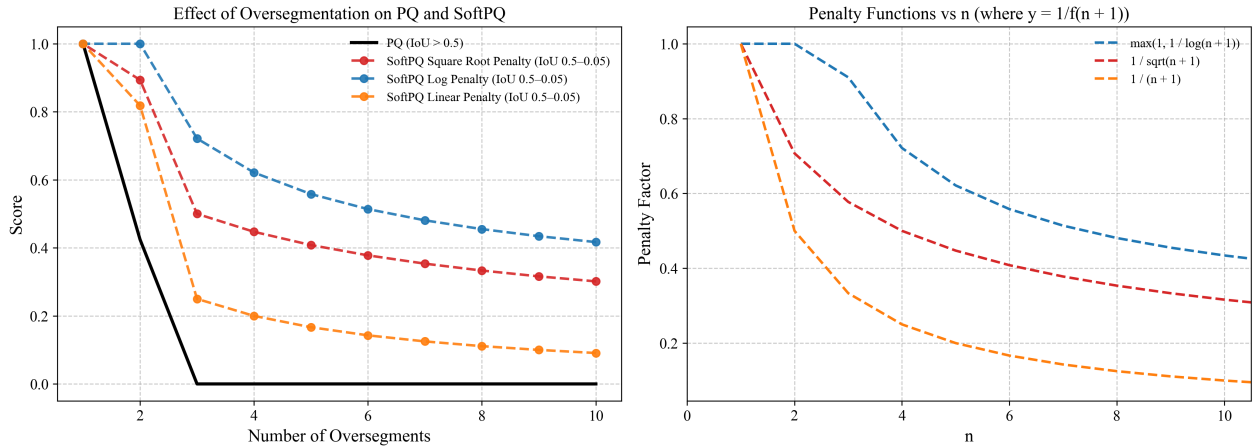 Effect of Oversegmentation on PQ and SoftPQ
1.0
0.8
0.6
0.4
0.2
0.0
Score
PQ (IoU > 0.5)
SoftPQ Square Root Penalty (IoU 0.5–0.05)
SoftPQ Log Penalty (IoU 0.5–0.05)
SoftPQ Linear Penalty (IoU 0.5–0.05)
2
4
6
8
10
Number of Oversegments
Penalty Functions vs n (where y = 1/f(n + 1))
1.0
0.8
0.6
0.4
0.2
Penalty Factor
max(1, 1 / log(n + 1))
1 / sqrt(n + 1)
1 / (n + 1)
0
2
4
6
8
10
n